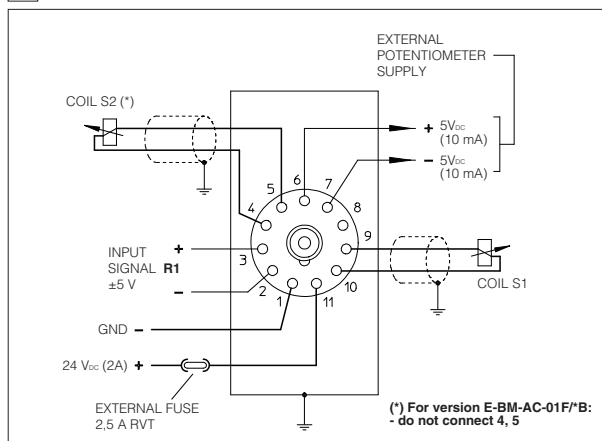 EXTERNAL
POTENTIOMETER
SUPPLY
COIL S2 (*)
+ 5VDC
(10 mA)
- 5VDC
(10 mA)
6
5
7
4
8
3
9
2
10
1
11
INPUT
SIGNAL R1
±5 V
+
-
COIL S1
GND -
24 VDC (2A) +
EXTERNAL FUSE
2,5 A RVT
(*) For version E-BM-AC-01F/*B:
- do not connect 4, 5